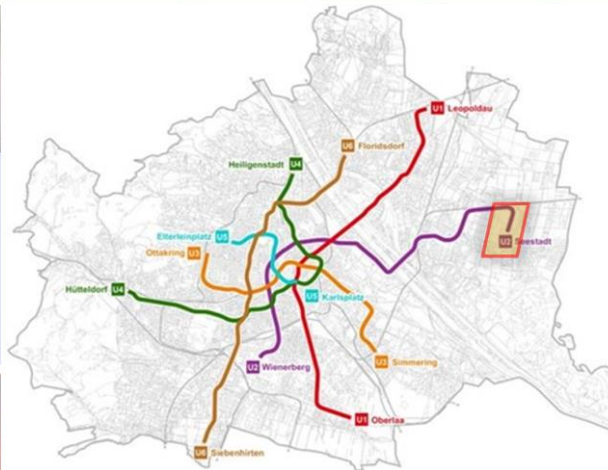 U1 Leopoldau
U6 Floridsdorf
Heiligenstadt U4
U2 Seestadt
Elterleinplatz U5
Ottakring U3
Hütteldorf U4
U5 Karlsplatz
U2 Wienerberg
U3 Simmering
U1 Oberlaa
U6 Siebenhirten